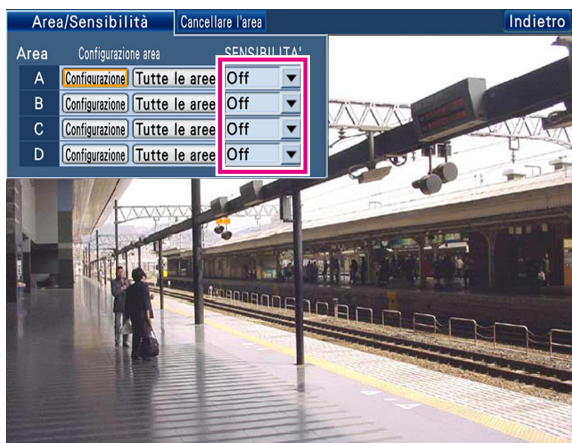 Area/Sensibilità Cancellare l'area Indietro
Area Configurazione area SENSIBILITA'
A Configurazione Tutte le aree Off
B Configurazione Tutte le aree Off
C Configurazione Tutte le aree Off
D Configurazione Tutte le aree Off